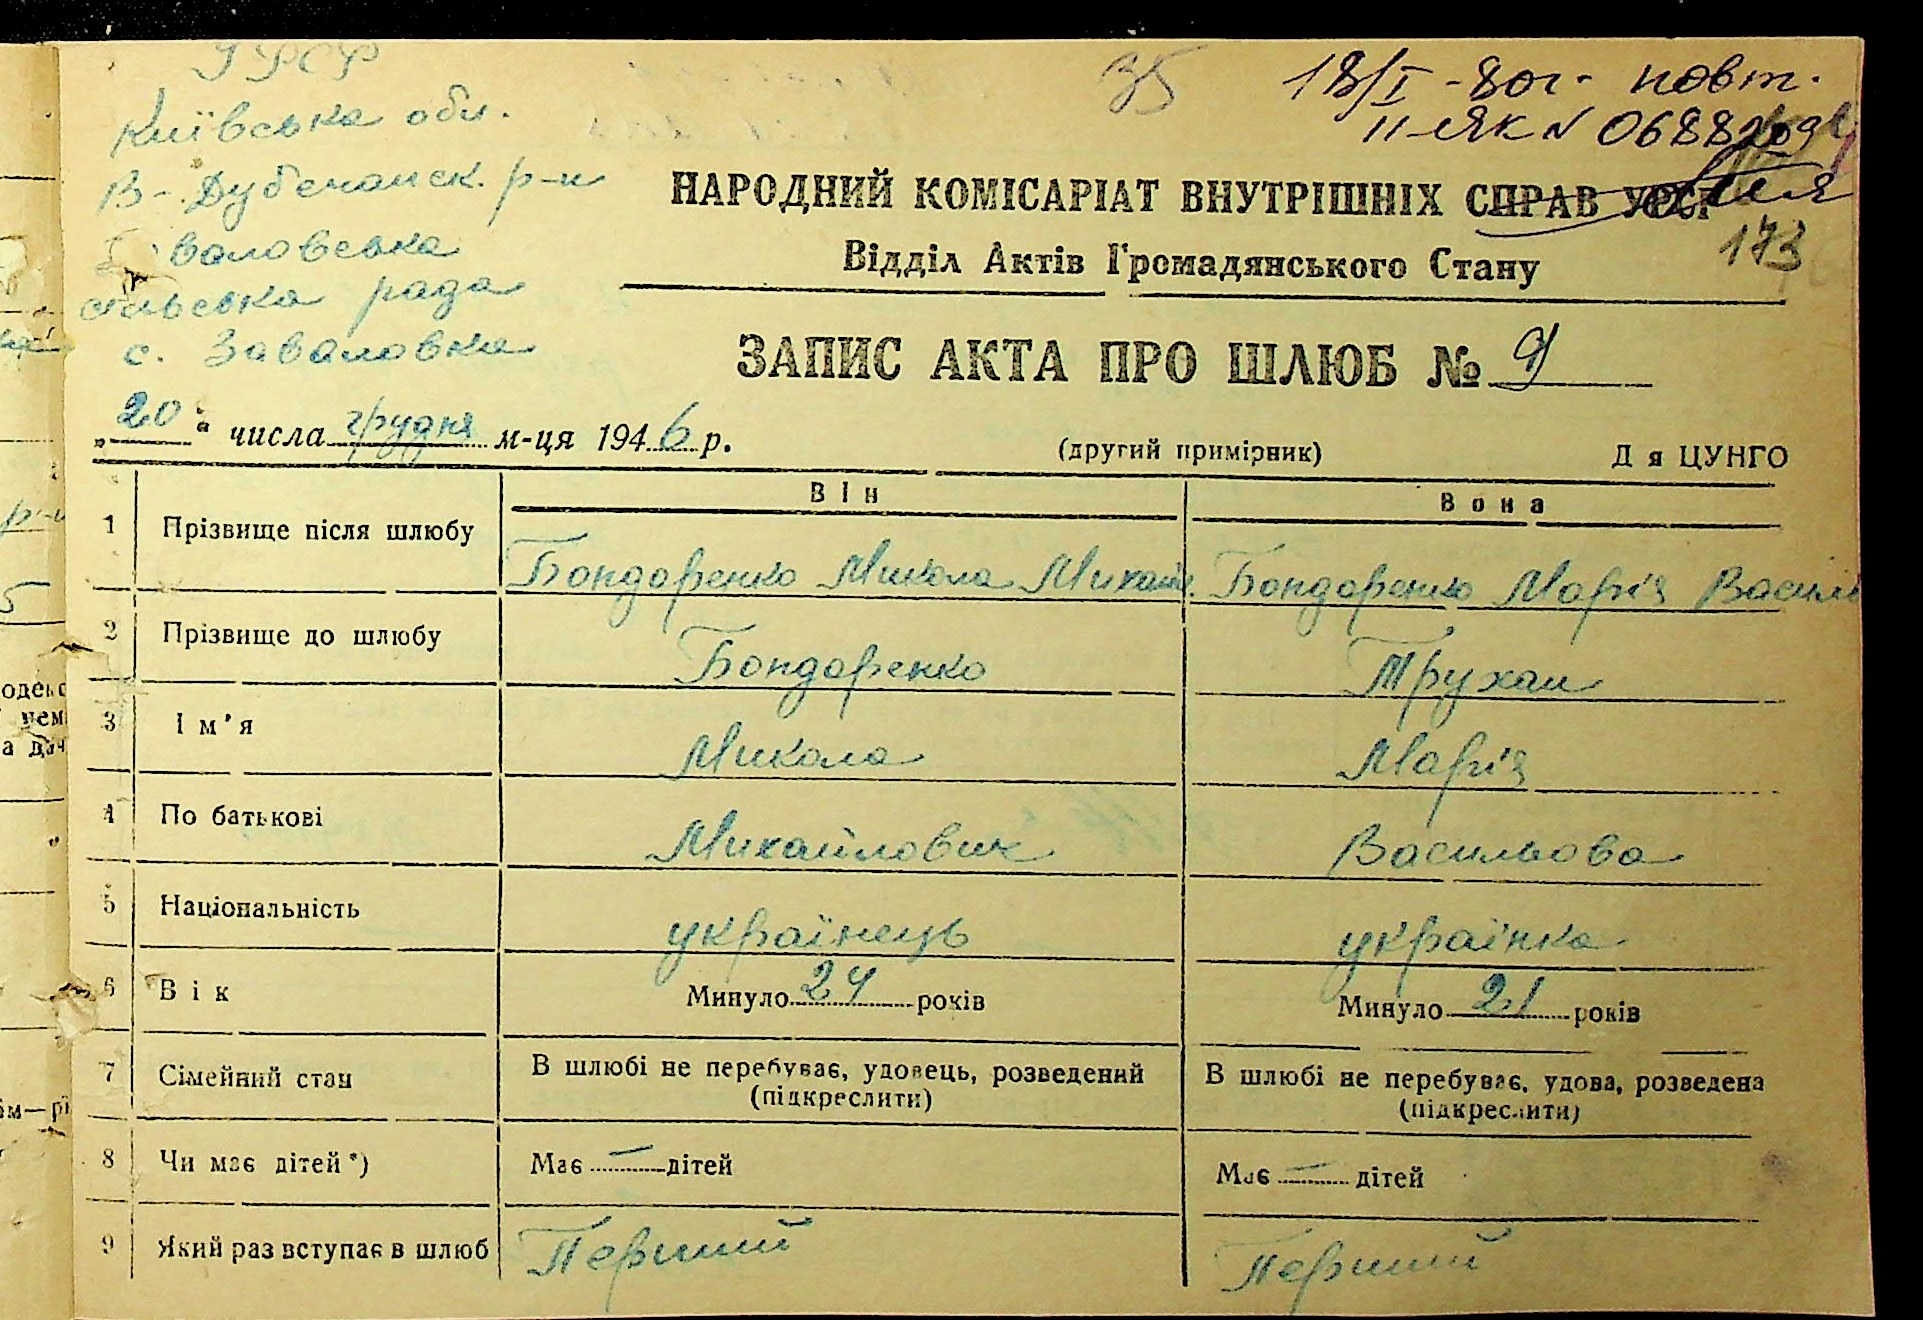 УРСР
Київська обл.
В-Дубечанск. р-н
Заваловська
сільська рада
с. Заваловка
35
18/I -80г. повт.
II-ЯК № 0688209
173
НАРОДНИЙ КОМІСАРІАТ ВНУТРІШНІХ СПРАВ УРСР
Відділ Актів Громадянського Стану
ЗАПИС АКТА ПРО ШЛЮБ № 9
„20“ числа грудня м-ця 1946 р.
(другий примірник) Для ЦУНГО
Він Вона
1 Прізвище після шлюбу Бондаренко Микола Михайл. Бондаренко Марія Василі
2 Прізвище до шлюбу Бондаренко Трухан
3 Ім'я Микола Марія
4 По батькові Михайлович Васильова
5 Національність українець українка
6 Вік Минуло 24 років Минуло 21 років
7 Сімейний стан В шлюбі не перебуває, удовець, розведений (підкреслити) В шлюбі не перебуває, удова, розведена (підкреслити)
8 Чи має дітей*) Має — дітей Має — дітей
9 Який раз вступає в шлюб Перший Перший